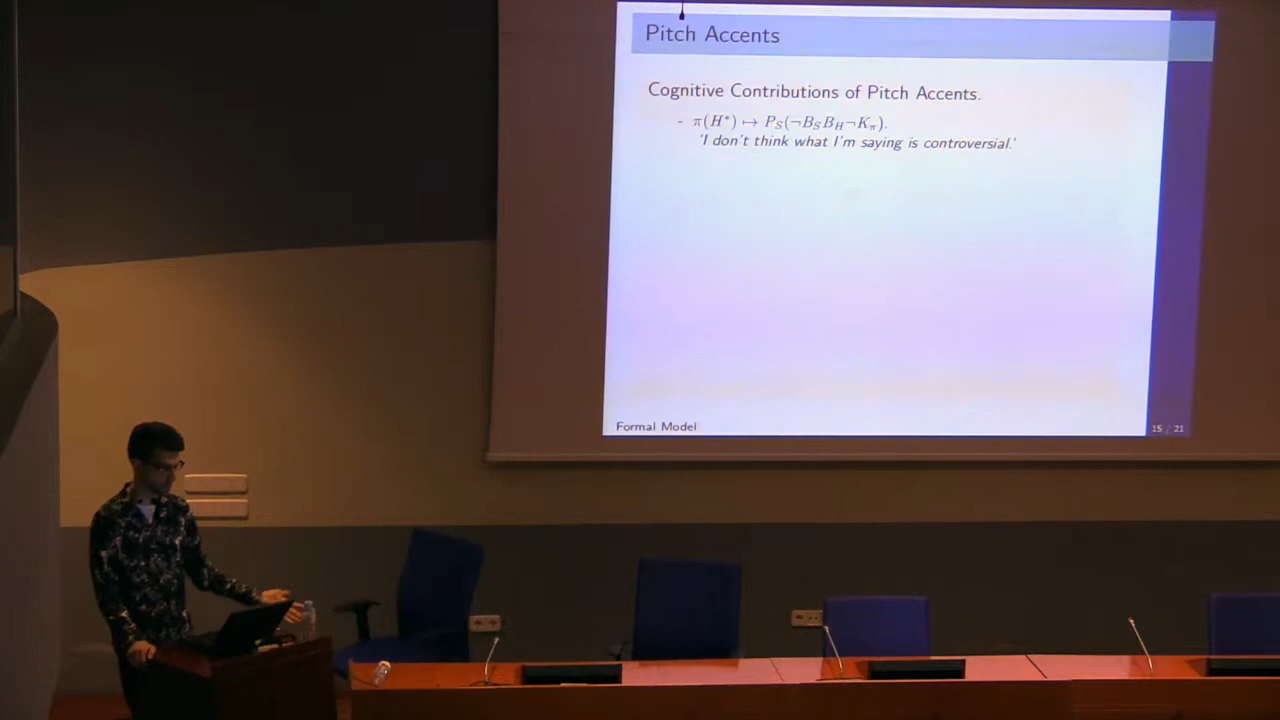 Pitch Accents
Cognitive Contributions of Pitch Accents.
- π(H*) ↦ P_S(¬B_S B_H ¬K_π).
'I don't think what I'm saying is controversial.'
Formal Model
15 / 21